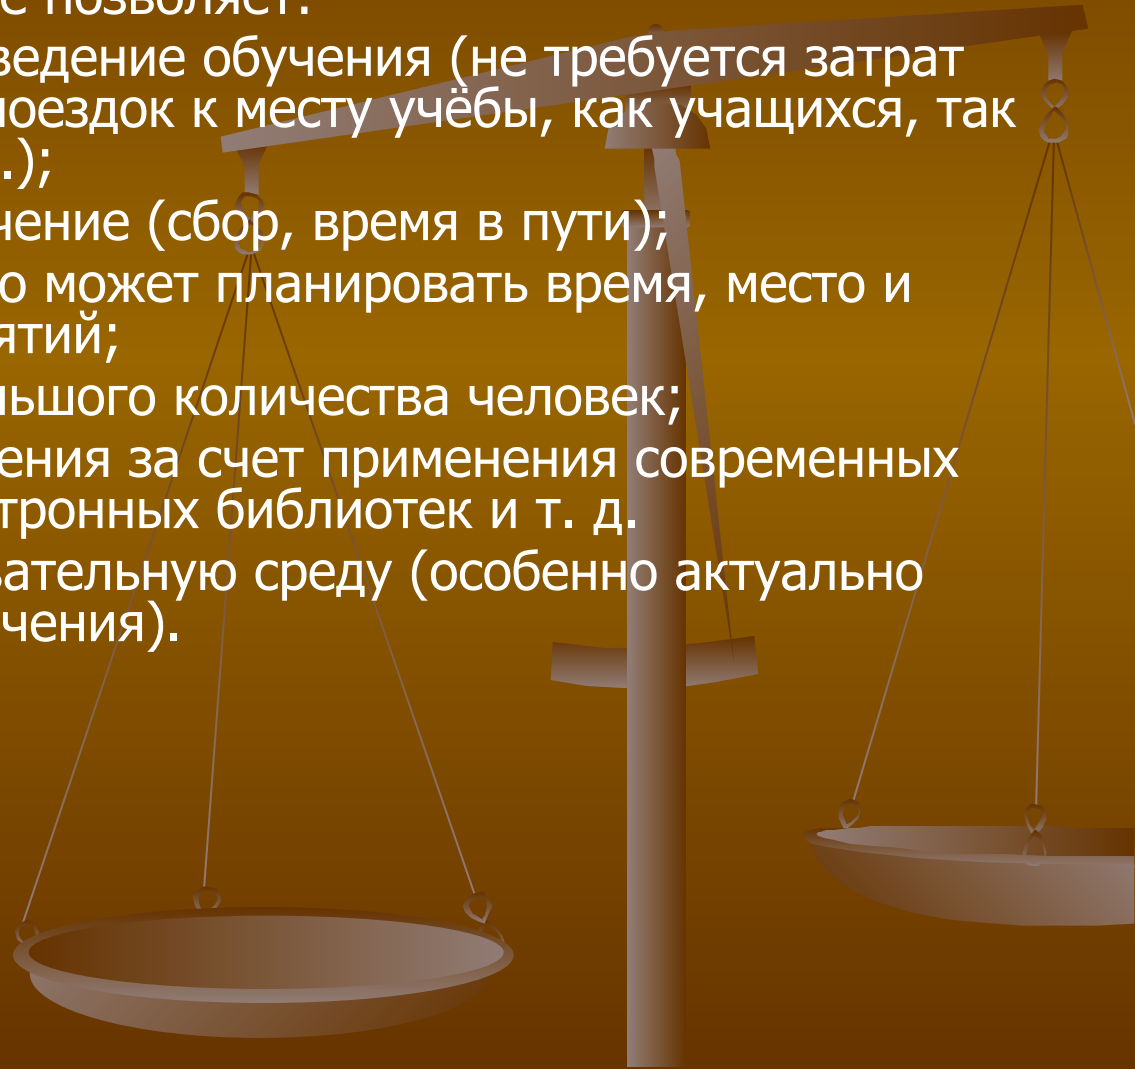 е позволяет:
ведение обучения (не требуется затрат
поездок к месту учёбы, как учащихся, так
.);
чение (сбор, время в пути);
о может планировать время, место и
ятий;
льшого количества человек;
ения за счет применения современных
тронных библиотек и т. д.
вательную среду (особенно актуально
чения).